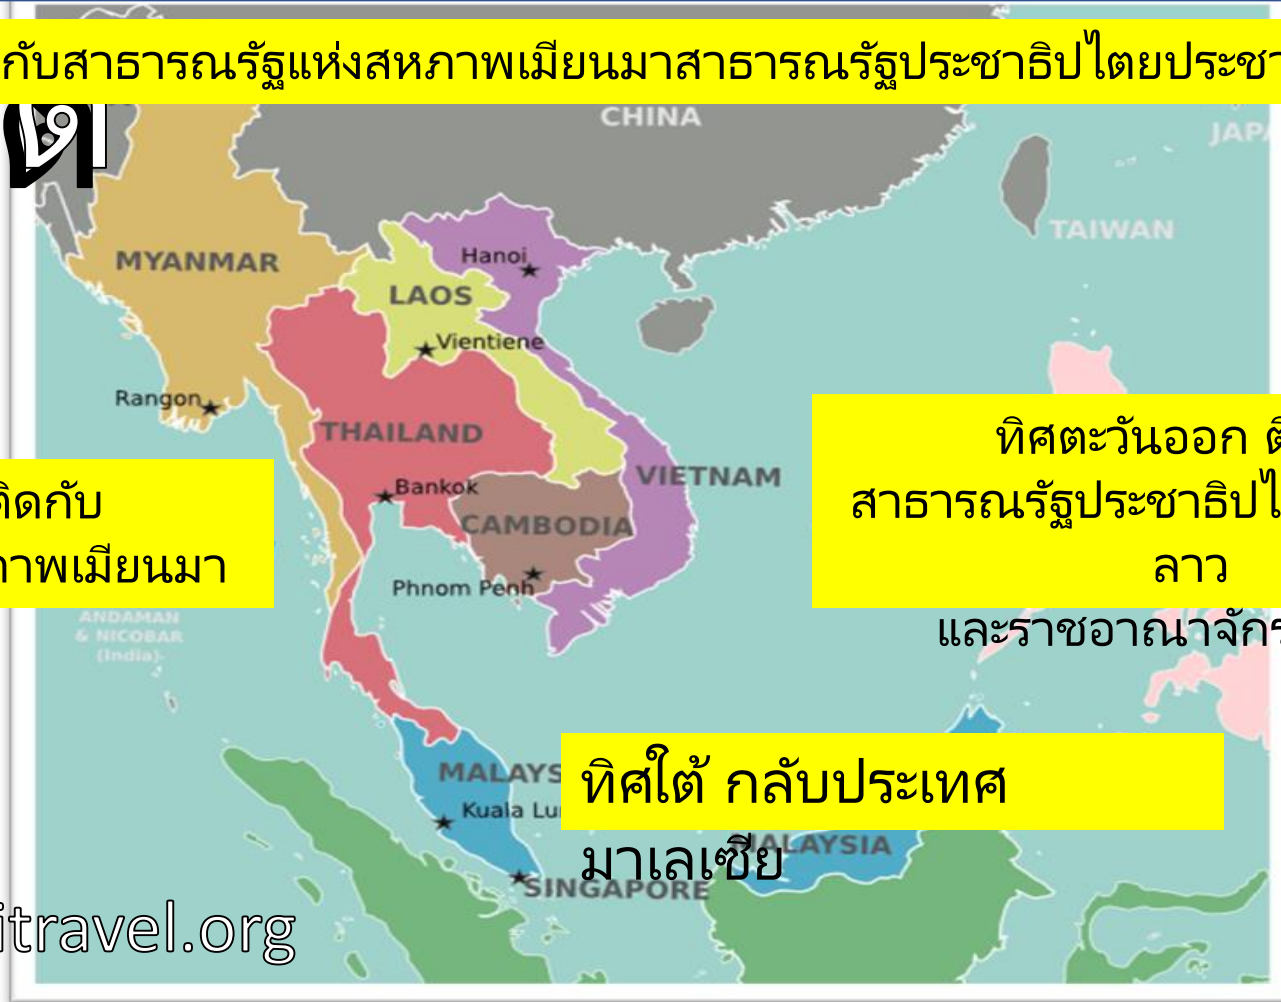 กับสาธารณรัฐแห่งสหภาพเมียนมาสาธารณรัฐประชาธิปไตยประชา
CHINA
TAIWAN
MYANMAR
Hanoi
LAOS
Vientiene
Rangon
THAILAND
ทิศตะวันออก
VIETNAM
Bankok
ติดกับ
สาธารณรัฐประชาธิปไ
CAMBODIA
ภาพเมียนมา
ลาว
Phnom Penh
ANDAMAN
& NICOBAR
(India)
และราชอาณาจักร
ทิศใต้ กลับประเทศ
มาเลเซีย
Kuala Lu
MALAYSIA
SINGAPORE
itravel.org